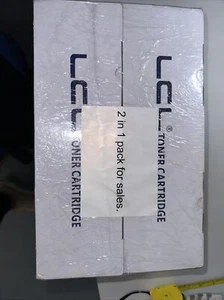 LCL®
TONER CARTRIDGE
2 in 1 pack for sales.
LCL
TONER CARTRIDGE